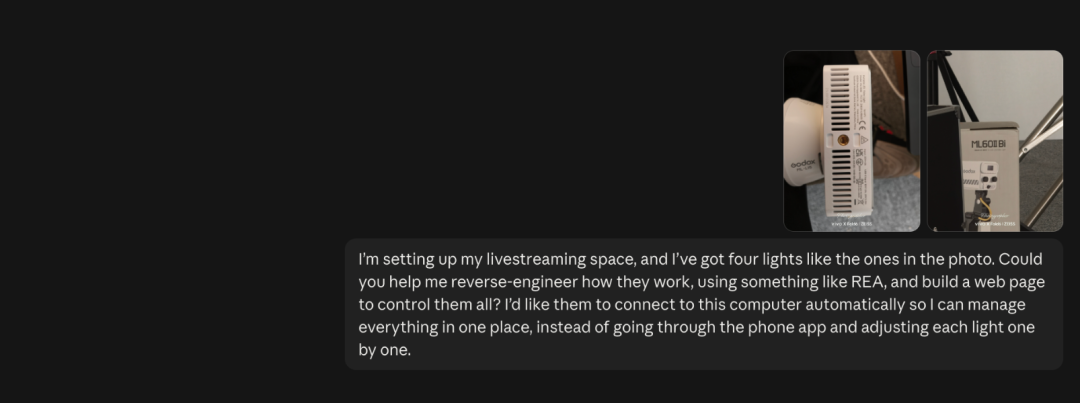 Godox
ML60II Bi
I'm setting up my livestreaming space, and I've got four lights like the ones in the photo. Could
you help me reverse-engineer how they work, using something like REA, and build a web page
to control them all? I'd like them to connect to this computer automatically so I can manage
everything in one place, instead of going through the phone app and adjusting each light one
by one.